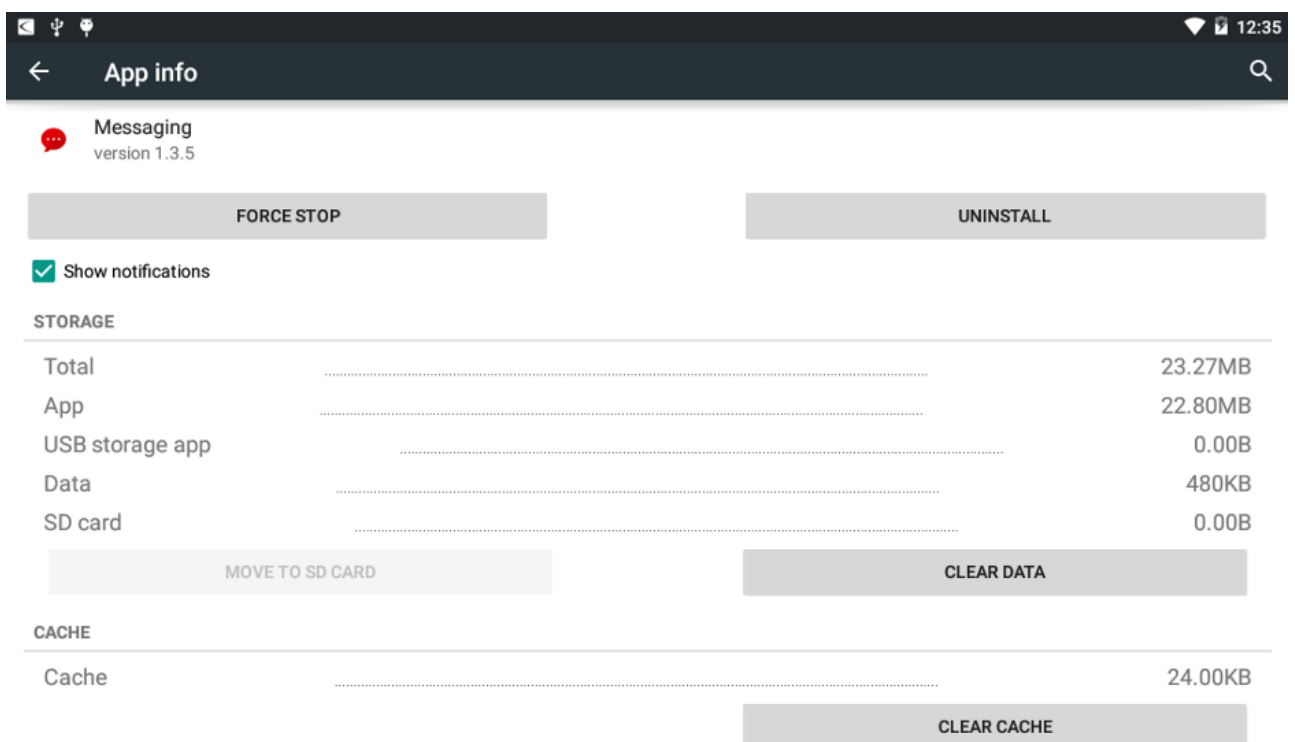 12:35
App info
Messaging
version 1.3.5
FORCE STOP UNINSTALL
Show notifications
STORAGE
Total 23.27MB
App 22.80MB
USB storage app 0.00B
Data 480KB
SD card 0.00B
MOVE TO SD CARD CLEAR DATA
CACHE
Cache 24.00KB
CLEAR CACHE